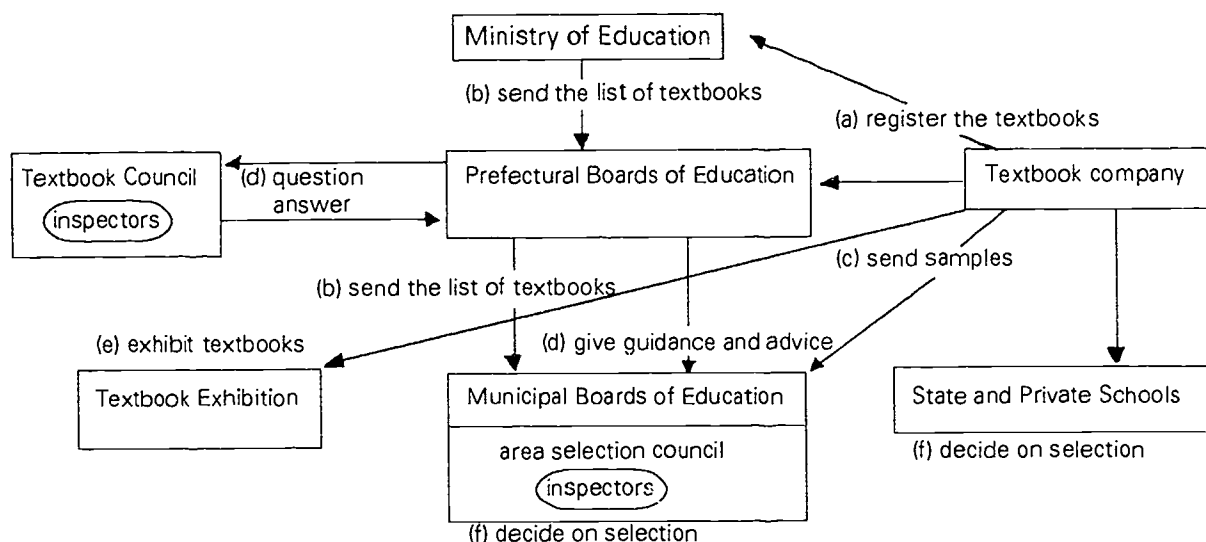 Ministry of Education
(b) send the list of textbooks
(a) register the textbooks
Textbook Council
inspectors
(d) question
answer
Prefectural Boards of Education
Textbook company
(b) send the list of textbooks
(c) send samples
(e) exhibit textbooks
(d) give guidance and advice
Textbook Exhibition
Municipal Boards of Education
State and Private Schools
area selection council
inspectors
(f) decide on selection
(f) decide on selection